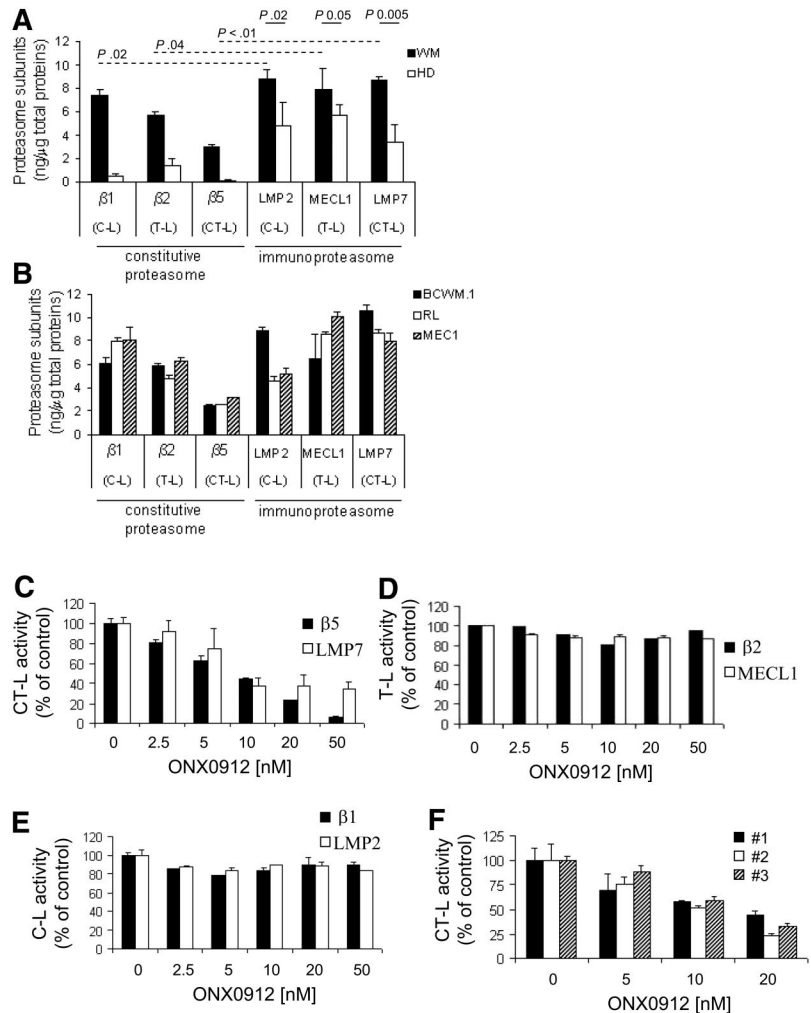 A
P .02 P 0.05 P 0.005
P < .01
P .04
P .02
Proteasome subunits
(ng/µg total proteins)
12
10
8
6
4
2
0
WM
HD
β1 β2 β5 LMP2 MECL1 LMP7
(C-L) (T-L) (CT-L) (C-L) (T-L) (CT-L)
constitutive
proteasome
immunoproteasome
B
Proteasome subunits
(ng/µg total proteins)
12
10
8
6
4
2
0
BCWM.1
RL
MEC1
β1 β2 β5 LMP2 MECL1 LMP7
(C-L) (T-L) (CT-L) (C-L) (T-L) (CT-L)
constitutive
proteasome
immunoproteasome
C
CT-L activity
(% of control)
120
100
80
60
40
20
0
β5
LMP7
0 2.5 5 10 20 50
ONX0912 [nM]
D
T-L activity
(% of control)
120
100
80
60
40
20
0
β2
MECL1
0 2.5 5 10 20 50
ONX0912 [nM]
E
C-L activity
(% of control)
120
100
80
60
40
20
0
β1
LMP2
0 2.5 5 10 20 50
ONX0912 [nM]
F
CT-L activity
(% of control)
125
100
75
50
25
0
#1
#2
#3
0 5 10 20
ONX0912 [nM]